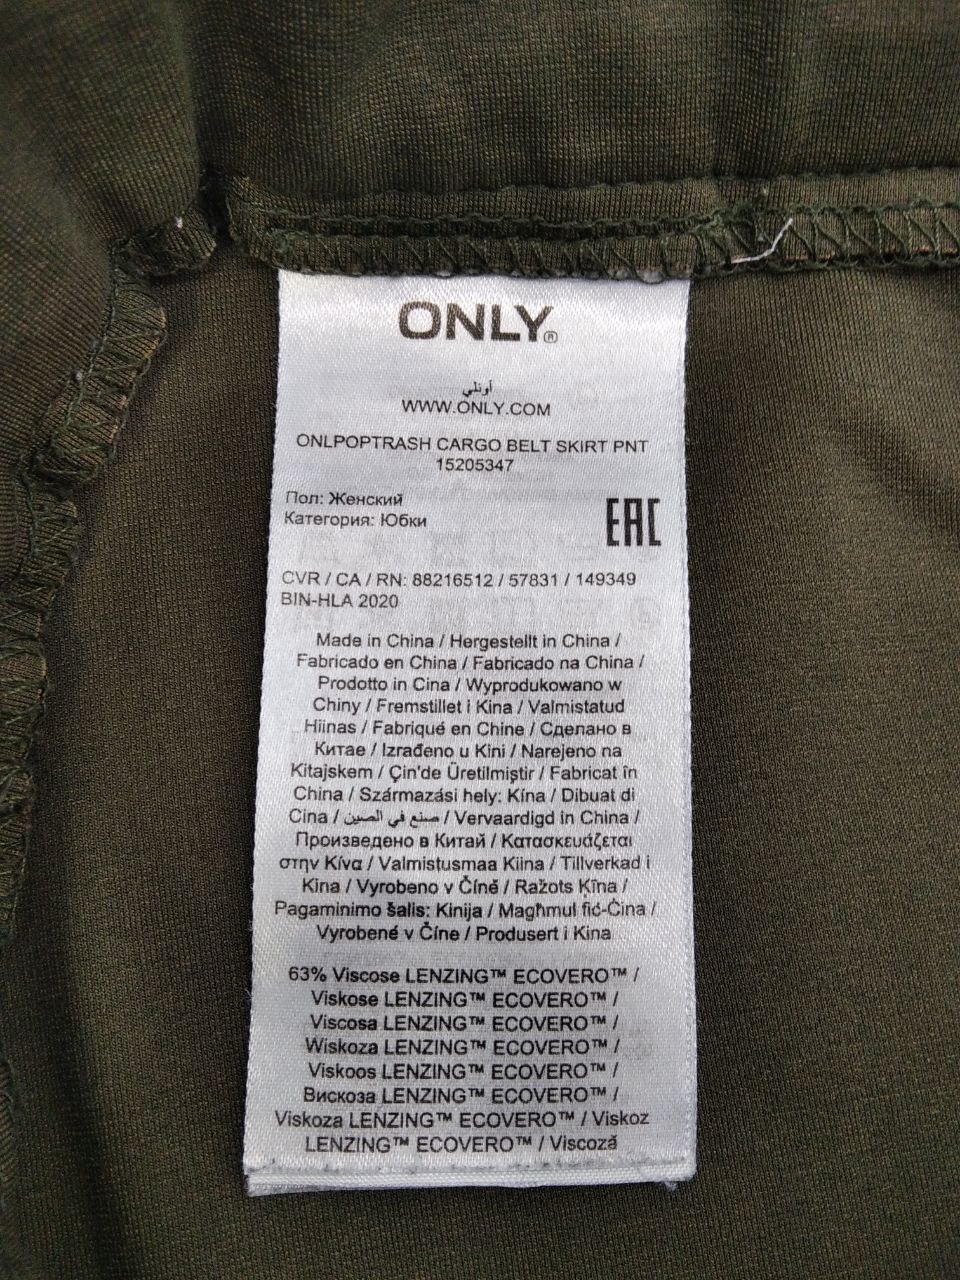 ONLY®
أونلي
WWW.ONLY.COM
ONLPOPTRASH CARGO BELT SKIRT PNT
15205347
Пол: Женский
Категория: Юбки
EAC
CVR / CA / RN: 88216512 / 57831 / 149349
BIN-HLA 2020
Made in China / Hergestellt in China /
Fabricado en China / Fabricado na China /
Prodotto in Cina / Wyprodukowano w
Chiny / Fremstillet i Kina / Valmistatud
Hiinas / Fabriqué en Chine / Сделано в
Китае / Izrađeno u Kini / Narejeno na
Kitajskem / Çin'de Üretilmiştir / Fabricat în
China / Származási hely: Kína / Dibuat di
Cina / صنع في الصين / Vervaardigd in China /
Произведено в Китай / Κατασκευάζεται
στην Κίνα / Valmistusmaa Kiina / Tillverkad i
Kina / Vyrobeno v Číně / Ražots Ķīna /
Pagaminimo šalis: Kinija / Magħmul fiċ-Ċina /
Vyrobené v Číne / Produsert i Kina
63% Viscose LENZING™ ECOVERO™ /
Viskose LENZING™ ECOVERO™ /
Viscosa LENZING™ ECOVERO™ /
Wiskoza LENZING™ ECOVERO™ /
Viskoos LENZING™ ECOVERO™ /
Вискоза LENZING™ ECOVERO™ /
Viskoza LENZING™ ECOVERO™ / Viskoz
LENZING™ ECOVERO™ / Viscoză